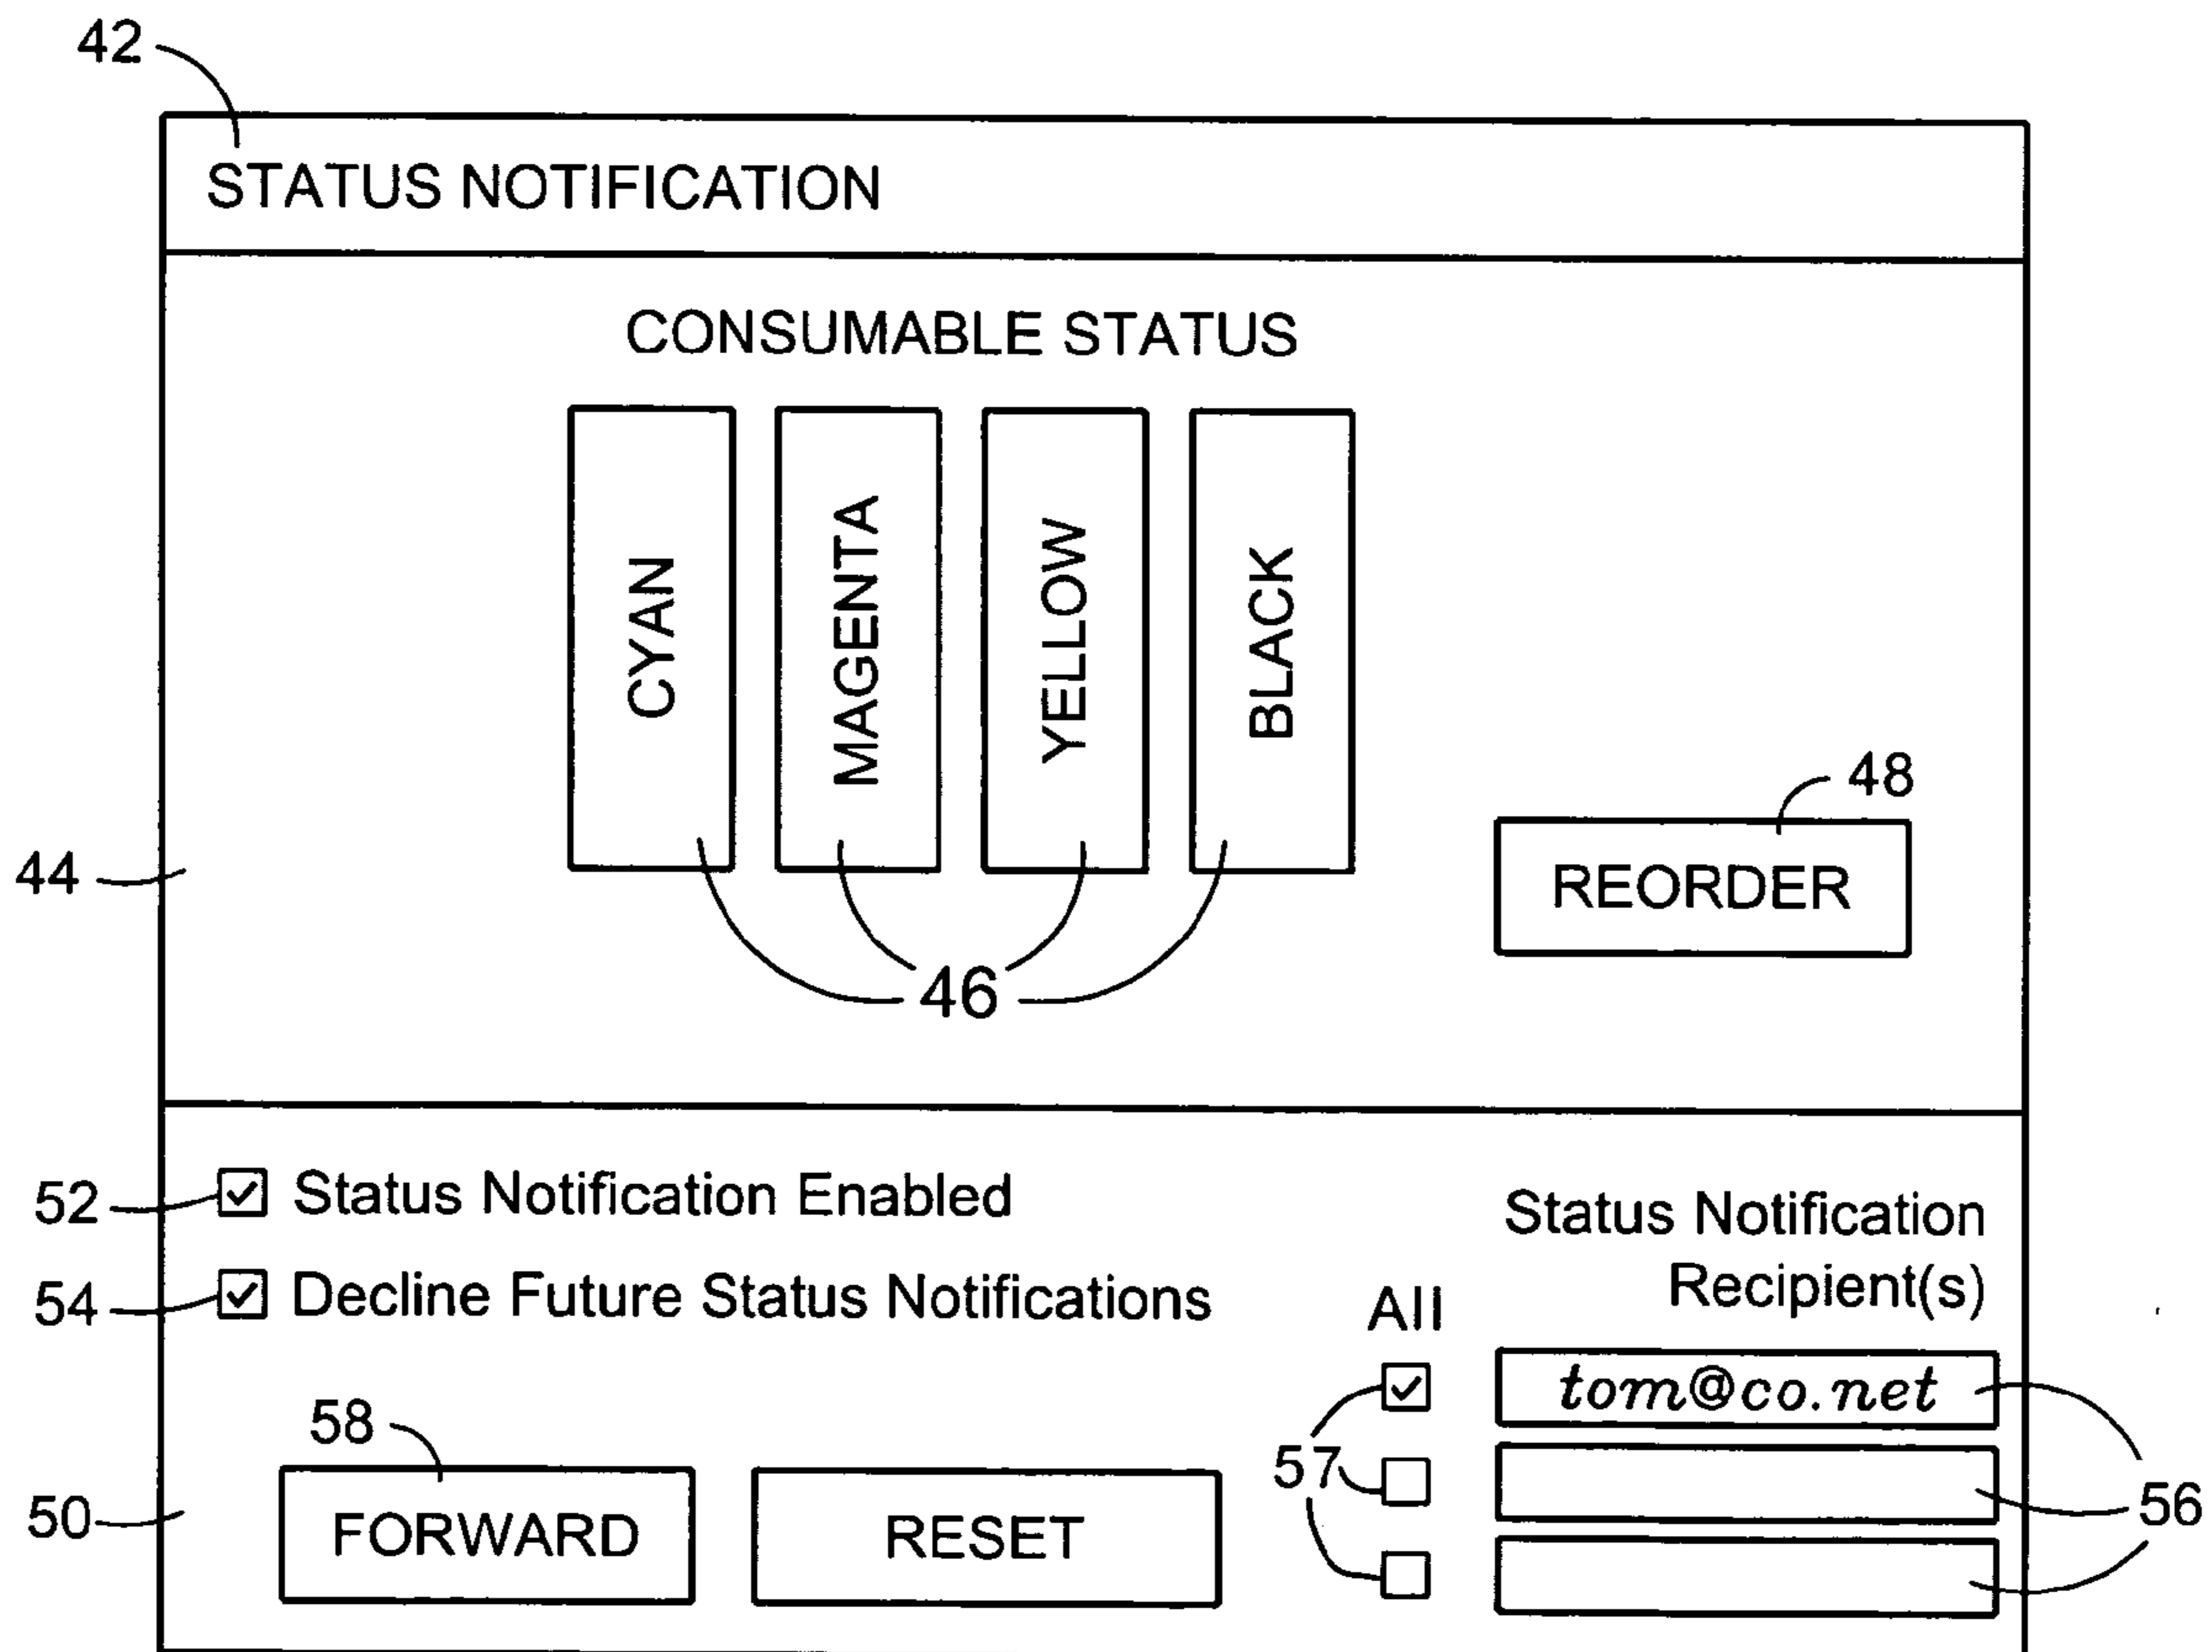 42
STATUS NOTIFICATION
CONSUMABLE STATUS
CYAN
MAGENTA
YELLOW
BLACK
48
REORDER
44
46
52
Status Notification Enabled
54
Decline Future Status Notifications
Status Notification
Recipient(s)
All
tom@co.net
58
57
56
50
FORWARD
RESET